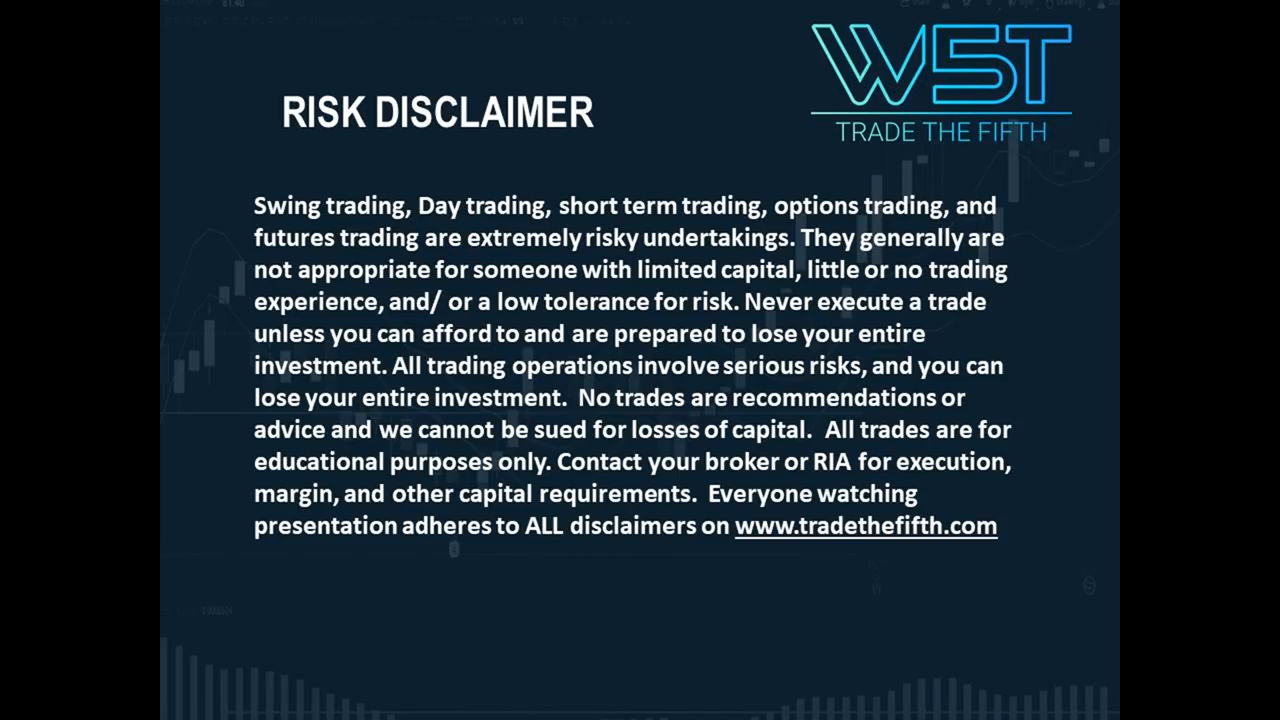 W5T
TRADE THE FIFTH
RISK DISCLAIMER
Swing trading, Day trading, short term trading, options trading, and
futures trading are extremely risky undertakings. They generally are
not appropriate for someone with limited capital, little or no trading
experience, and/ or a low tolerance for risk. Never execute a trade
unless you can afford to and are prepared to lose your entire
investment. All trading operations involve serious risks, and you can
lose your entire investment.  No trades are recommendations or
advice and we cannot be sued for losses of capital.  All trades are for
educational purposes only. Contact your broker or RIA for execution,
margin, and other capital requirements.  Everyone watching
presentation adheres to ALL disclaimers on www.tradethefifth.com